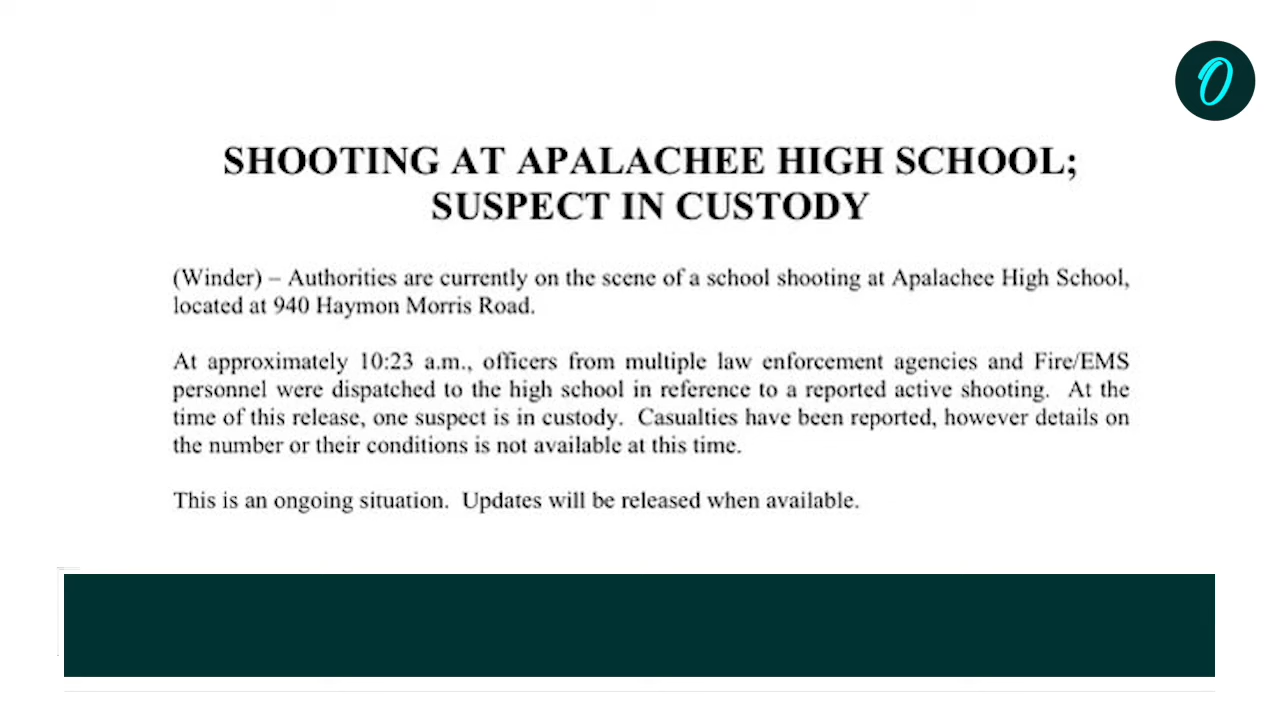 O
SHOOTING AT APALACHEE HIGH SCHOOL;
SUSPECT IN CUSTODY
(Winder) – Authorities are currently on the scene of a school shooting at Apalachee High School,
located at 940 Haymon Morris Road.
At approximately 10:23 a.m., officers from multiple law enforcement agencies and Fire/EMS
personnel were dispatched to the high school in reference to a reported active shooting. At the
time of this release, one suspect is in custody. Casualties have been reported, however details on
the number or their conditions is not available at this time.
This is an ongoing situation. Updates will be released when available.